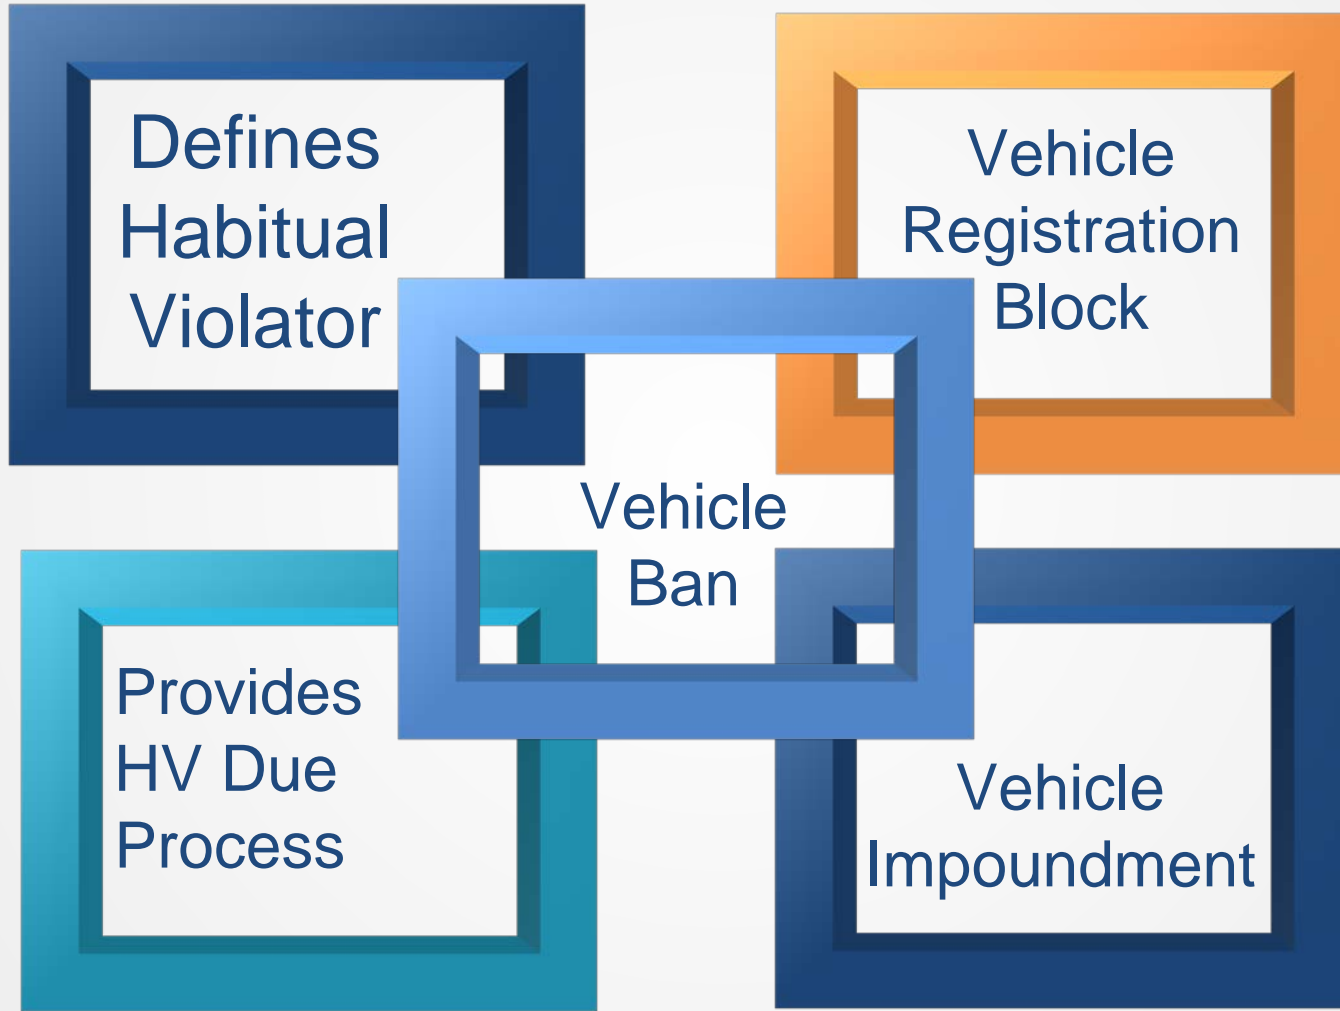 Defines
Habitual
Violator
Vehicle
Registration
Block
Vehicle
Ban
Provides
HV Due
Process
Vehicle
Impoundment